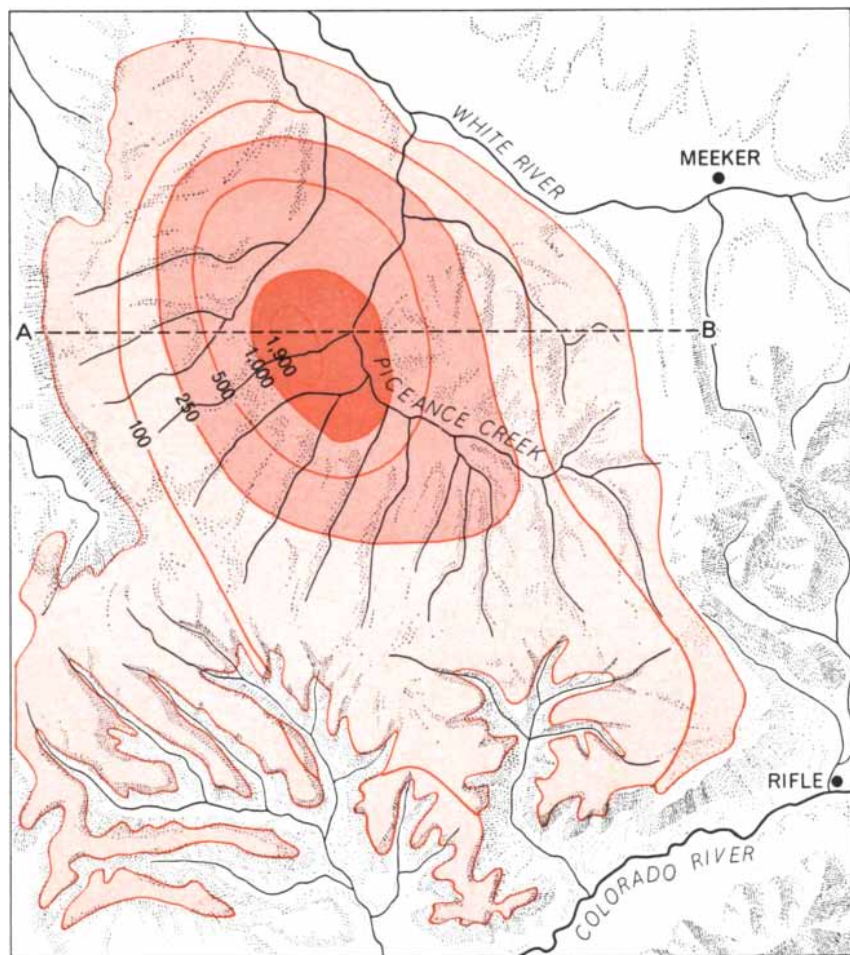 WHITE RIVER
MEEKER
A
B
1,900
1,000
500
250
100
PICEANCE CREEK
RIFLE
COLORADO RIVER